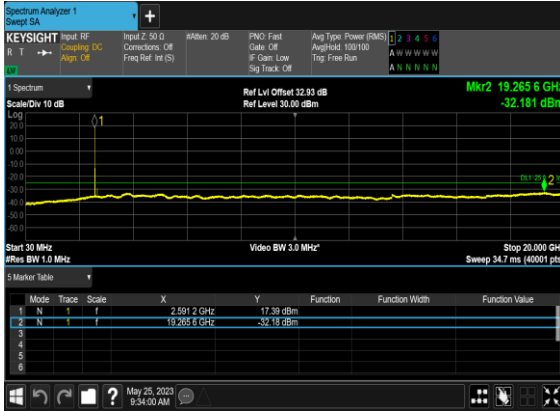 Spectrum Analyzer 1
Swept SA
+
KEYSIGHT Input: RF Input Z: 50 Ω #Atten: 20 dB PNO: Fast Avg Type: Power (RMS) 1 2 3 4 5 6
R T Coupling: DC Corrections: Off Gate: Off Avg|Hold: 100/100 A W W W W W
Align: Off Freq Ref: Int (S) IF Gain: Low Trig: Free Run
Sig Track: Off A N N N N N
1 Spectrum Ref Lvl Offset 32.93 dB Mkr2 19.265 6 GHz
Scale/Div 10 dB Ref Level 30.00 dBm -32.181 dBm
Log
20.0
10.0
0.00
-10.0
-20.0
-30.0
-40.0
-50.0
-60.0
1
2
Start 30 MHz Video BW 3.0 MHz* Stop 20.000 GH
#Res BW 1.0 MHz Sweep 34.7 ms (40001 pts
5 Marker Table
Mode Trace Scale X Y Function Function Width Function Value
1 N 1 f 2.591 2 GHz 17.39 dBm
2 N 1 f 19.265 6 GHz -32.18 dBm
3
4
5
6
? May 25, 2023
9:34:00 AM